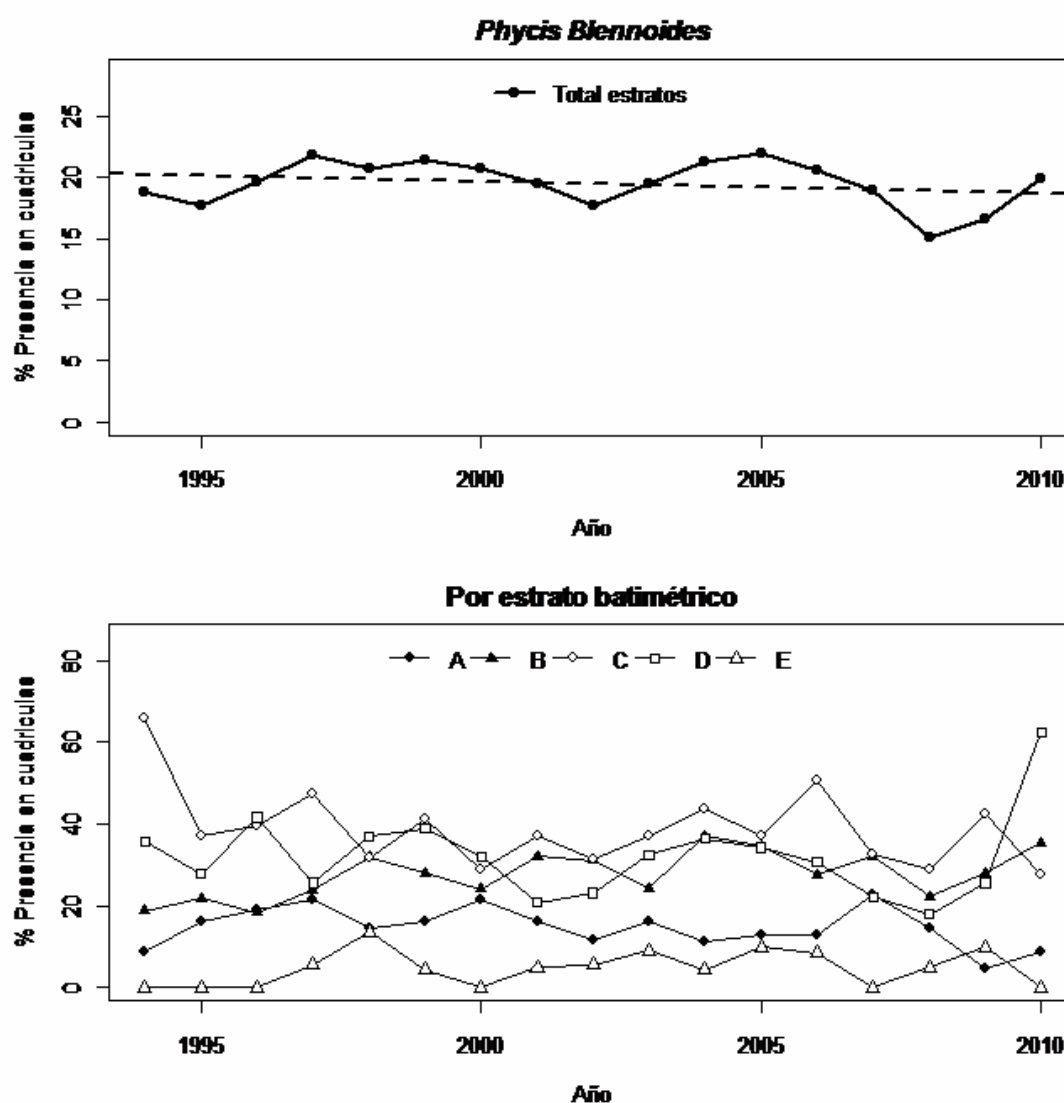 Phycis Blennoides
Total estratos
% Presencia en cuadrículas
25
20
15
10
5
0
1995 2000 2005 2010
Año
Por estrato batimétrico
A B C D E
% Presencia en cuadrículas
80
60
40
20
0
1995 2000 2005 2010
Año